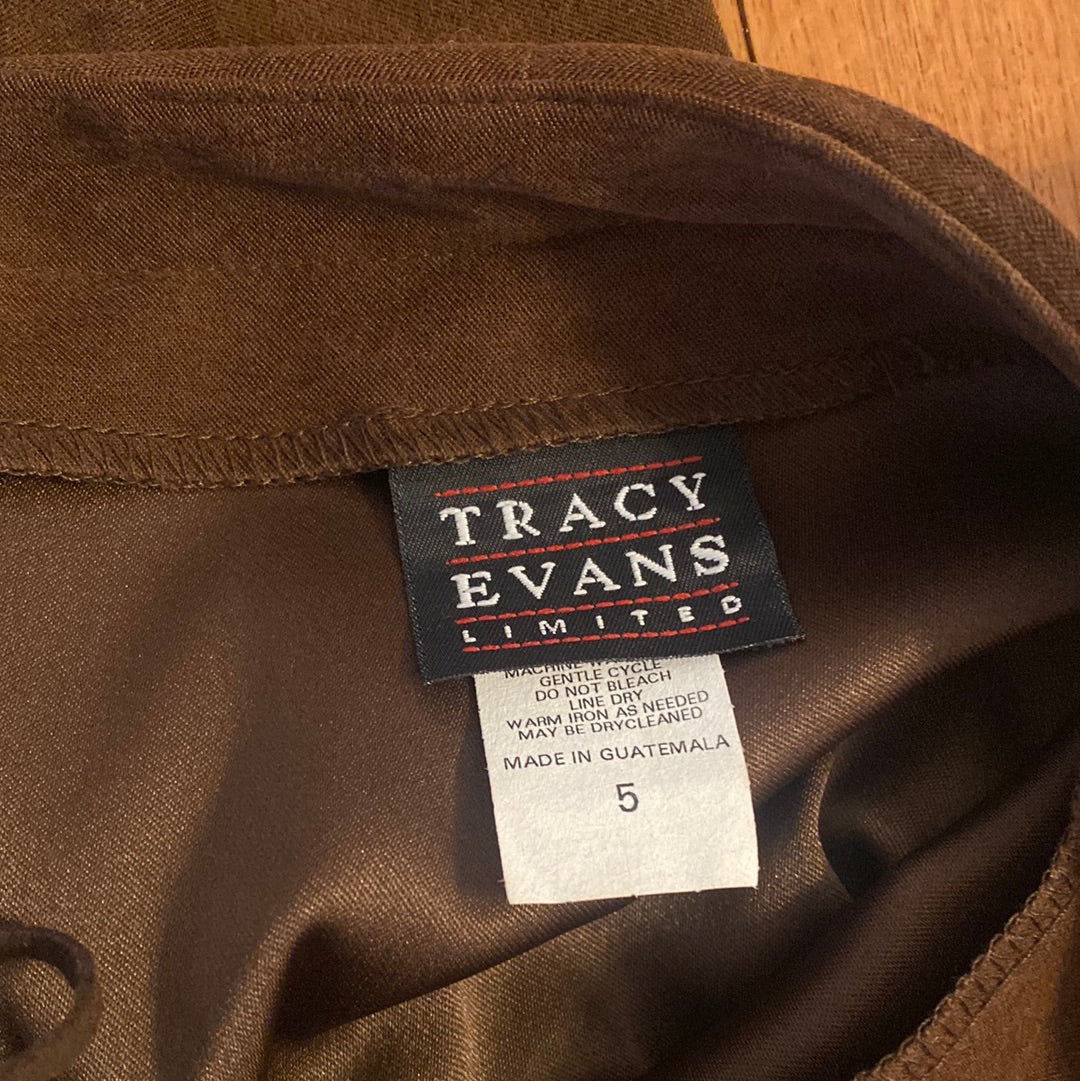 TRACY
EVANS
LIMITED
MACHINE
GENTLE CYCLE
DO NOT BLEACH
LINE DRY
WARM IRON AS NEEDED
MAY BE DRYCLEANED
MADE IN GUATEMALA
5